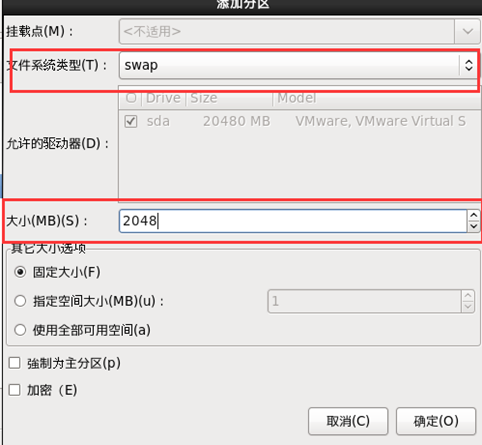 添加分区
挂载点(M)：
<不适用>
文件系统类型(T)：
swap
Drive Size Model
sda 20480 MB VMware, VMware Virtual S
允许的驱动器(D)：
大小(MB)(S)：
2048
其它大小选项
固定大小(F)
指定空间大小(MB)(u)：
1
使用全部可用空间(a)
強制为主分区(p)
加密（E)
取消(C)
确定(O)